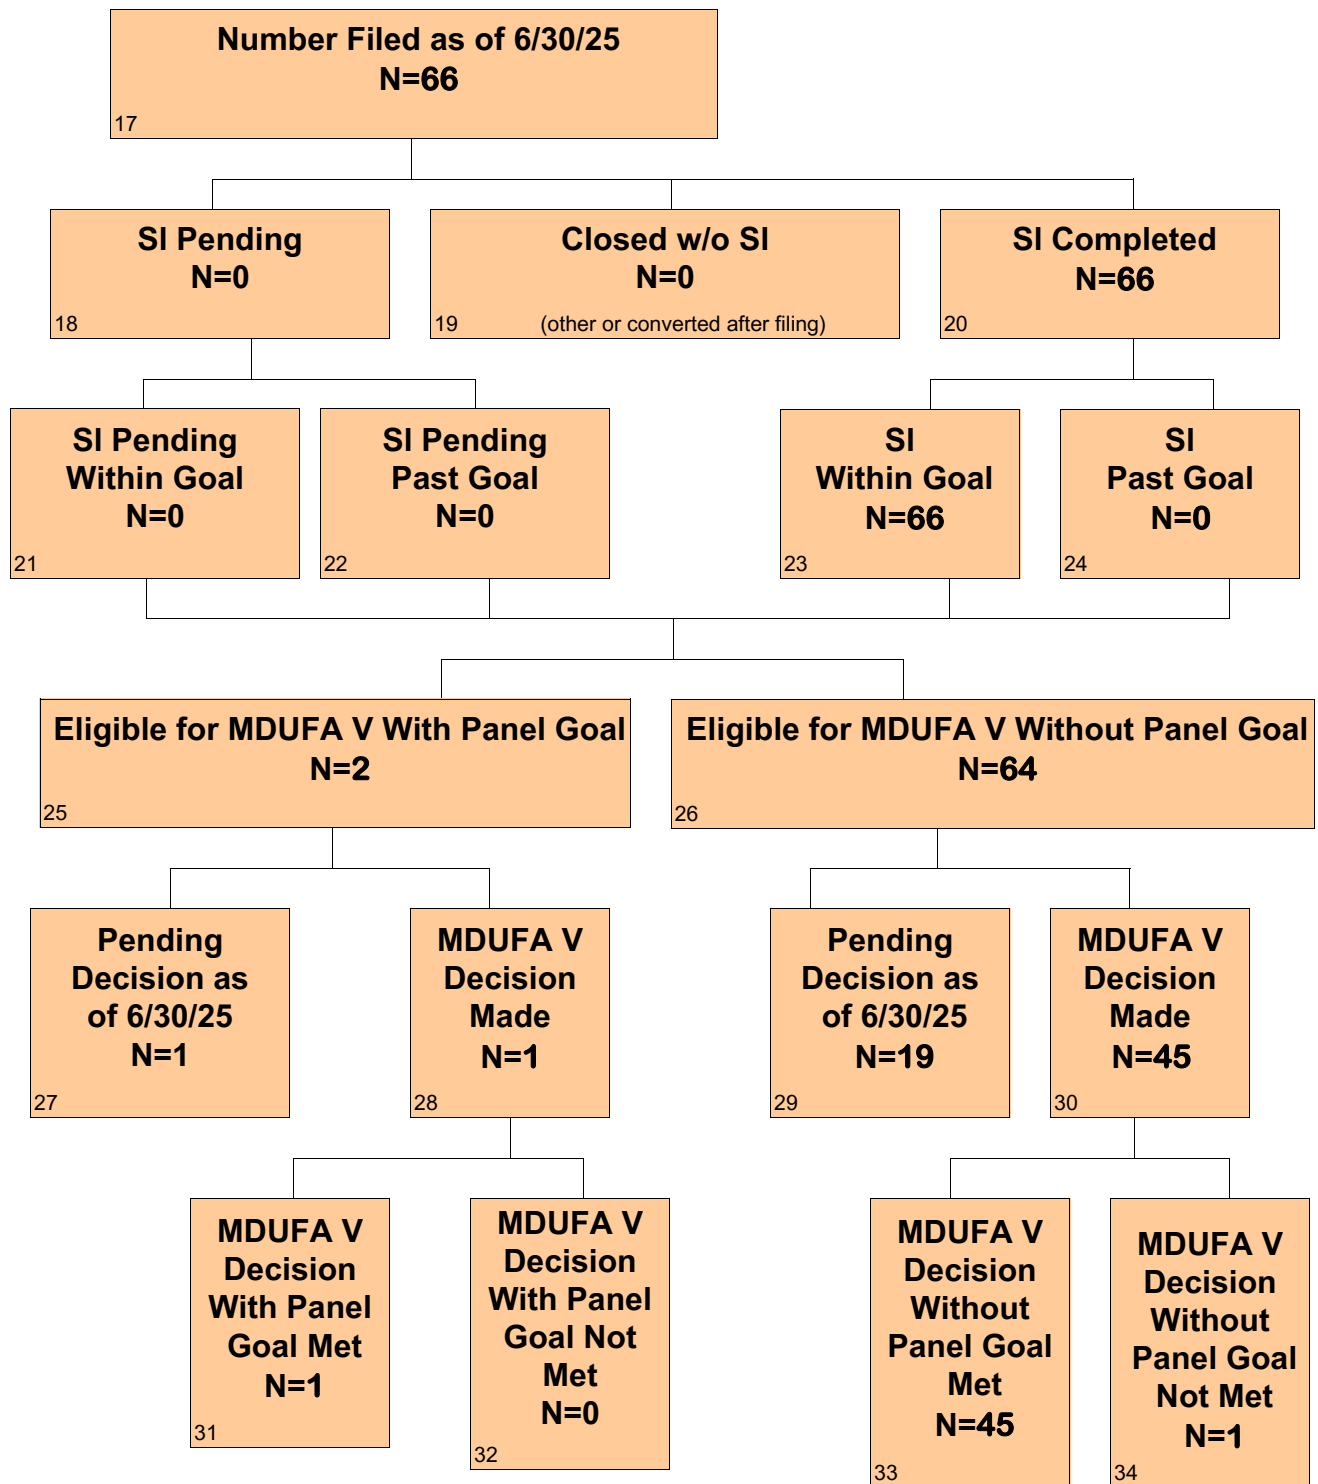 Number Filed as of 6/30/25
N=66
17
SI Pending
N=0
18
Closed w/o SI
N=0
19 (other or converted after filing)
SI Completed
N=66
20
SI Pending
Within Goal
N=0
21
SI Pending
Past Goal
N=0
22
SI
Within Goal
N=66
23
SI
Past Goal
N=0
24
Eligible for MDUFA V With Panel Goal
N=2
25
Eligible for MDUFA V Without Panel Goal
N=64
26
Pending
Decision as
of 6/30/25
N=1
27
MDUFA V
Decision
Made
N=1
28
Pending
Decision as
of 6/30/25
N=19
29
MDUFA V
Decision
Made
N=45
30
MDUFA V
Decision
With Panel
Goal Met
N=1
31
MDUFA V
Decision
With Panel
Goal Not
Met
N=0
32
MDUFA V
Decision
Without
Panel Goal
Met
N=45
33
MDUFA V
Decision
Without
Panel Goal
Not Met
N=1
34